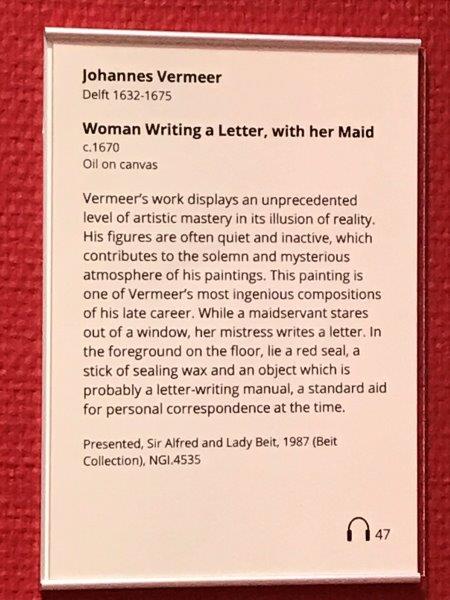 Johannes Vermeer
Delft 1632-1675
Woman Writing a Letter, with her Maid
c.1670
Oil on canvas
Vermeer's work displays an unprecedented
level of artistic mastery in its illusion of reality.
His figures are often quiet and inactive, which
contributes to the solemn and mysterious
atmosphere of his paintings. This painting is
one of Vermeer's most ingenious compositions
of his late career. While a maidservant stares
out of a window, her mistress writes a letter. In
the foreground on the floor, lie a red seal, a
stick of sealing wax and an object which is
probably a letter-writing manual, a standard aid
for personal correspondence at the time.
Presented, Sir Alfred and Lady Beit, 1987 (Beit
Collection), NGI.4535
47